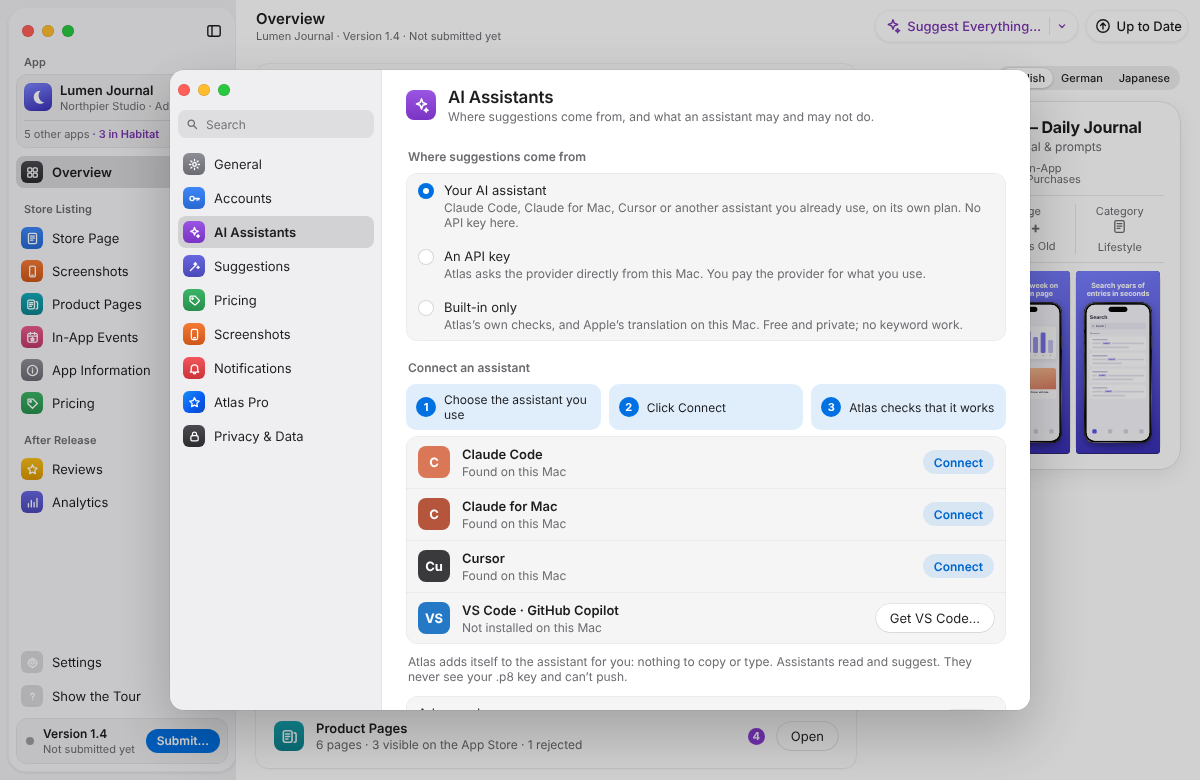 Overview
Lumen Journal · Version 1.4 · Not submitted yet
Suggest Everything...
Up to Date
App
Lumen Journal
Northpier Studio · Ad
5 other apps · 3 in Habitat
Overview
Store Listing
Store Page
Screenshots
Product Pages
In-App Events
App Information
Pricing
After Release
Reviews
Analytics
Settings
? Show the Tour
Version 1.4
Not submitted yet
Submit...
Search
General
Accounts
AI Assistants
Suggestions
Pricing
Screenshots
Notifications
Atlas Pro
Privacy & Data
AI Assistants
Where suggestions come from, and what an assistant may and may not do.
Where suggestions come from
Your AI assistant
Claude Code, Claude for Mac, Cursor or another assistant you already use, on its own plan. No
API key here.
An API key
Atlas asks the provider directly from this Mac. You pay the provider for what you use.
Built-in only
Atlas's own checks, and Apple's translation on this Mac. Free and private; no keyword work.
Connect an assistant
1 Choose the assistant you
use
2 Click Connect
3 Atlas checks that it works
C Claude Code
Found on this Mac
Connect
C Claude for Mac
Found on this Mac
Connect
Cu Cursor
Found on this Mac
Connect
VS VS Code · GitHub Copilot
Not installed on this Mac
Get VS Code...
Atlas adds itself to the assistant for you: nothing to copy or type. Assistants read and suggest. They
never see your .p8 key and can't push.
German
Japanese
– Daily Journal
& prompts
Purchases
Category
+
Old
Lifestyle
week on
page
Search years of
entries in seconds
Search
Product Pages
6 pages · 3 visible on the App Store · 1 rejected
4
Open